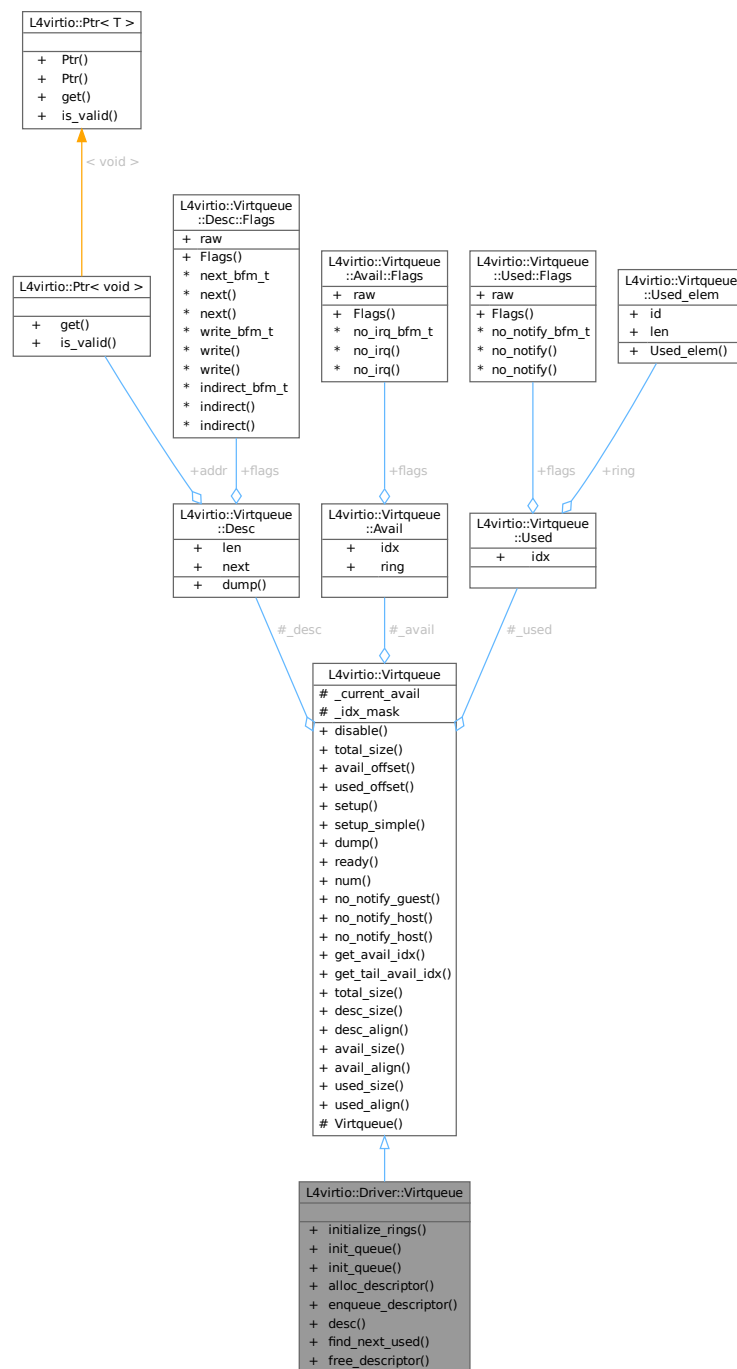 L4virtio::Ptr< T >
+ Ptr()
+ Ptr()
+ get()
+ is_valid()
< void >
L4virtio::Ptr< void >
+ get()
+ is_valid()
L4virtio::Virtqueue
::Desc::Flags
+ raw
+ Flags()
* next_bfm_t
* next()
* next()
* write_bfm_t
* write()
* write()
* indirect_bfm_t
* indirect()
* indirect()
L4virtio::Virtqueue
::Avail::Flags
+ raw
+ Flags()
* no_irq_bfm_t
* no_irq()
* no_irq()
L4virtio::Virtqueue
::Used::Flags
+ raw
+ Flags()
* no_notify_bfm_t
* no_notify()
* no_notify()
L4virtio::Virtqueue
::Used_elem
+ id
+ len
+ Used_elem()
+addr
+flags
+flags
+flags
+ring
L4virtio::Virtqueue
::Desc
+ len
+ next
+ dump()
L4virtio::Virtqueue
::Avail
+ idx
+ ring
L4virtio::Virtqueue
::Used
+ idx
#_desc
#_avail
#_used
L4virtio::Virtqueue
# _current_avail
# _idx_mask
+ disable()
+ total_size()
+ avail_offset()
+ used_offset()
+ setup()
+ setup_simple()
+ dump()
+ ready()
+ num()
+ no_notify_guest()
+ no_notify_host()
+ no_notify_host()
+ get_avail_idx()
+ get_tail_avail_idx()
+ total_size()
+ desc_size()
+ desc_align()
+ avail_size()
+ avail_align()
+ used_size()
+ used_align()
# Virtqueue()
L4virtio::Driver::Virtqueue
+ initialize_rings()
+ init_queue()
+ init_queue()
+ alloc_descriptor()
+ enqueue_descriptor()
+ desc()
+ find_next_used()
+ free_descriptor()